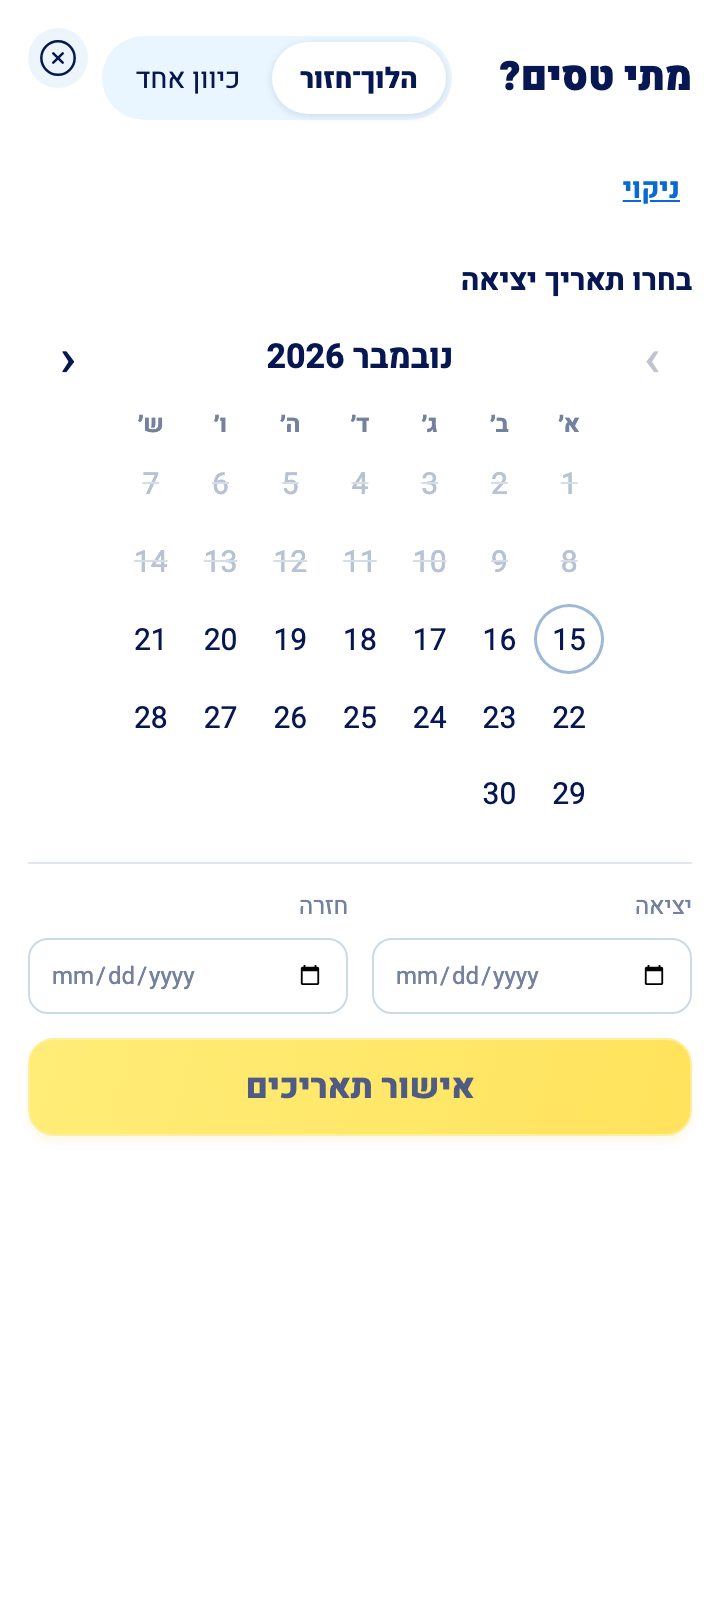 מתי טסים?
הלוך־חזור
כיוון אחד
ניקוי
בחרו תאריך יציאה
נובמבר 2026
א׳ ב׳ ג׳ ד׳ ה׳ ו׳ ש׳
1 2 3 4 5 6 7
8 9 10 11 12 13 14
15 16 17 18 19 20 21
22 23 24 25 26 27 28
29 30
יציאה
mm/dd/yyyy
חזרה
mm/dd/yyyy
אישור תאריכים